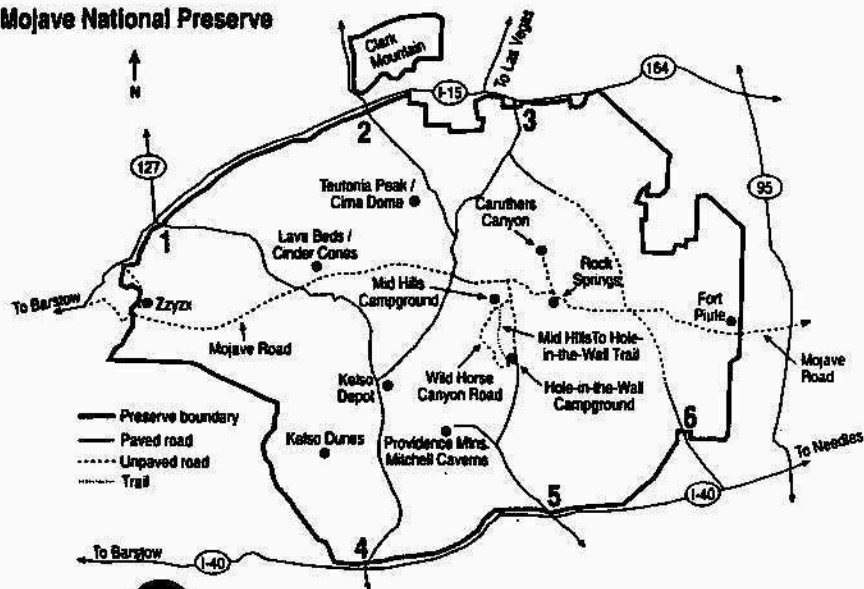 Mojave National Preserve
Clark
Mountain
To Las Vegas
I-15
164
N
2
3
127
95
Teutonia Peak /
Cima Dome
Caruthers
Canyon
1
Lava Beds /
Cinder Cones
Rock
Springs
Mid Hills
Campground
Fort
Piute
To Barstow
Zzyzx
Mojave Road
Mid Hills To Hole-
in-the-Wall Trail
Mojave
Road
Kelso
Depot
Wild Horse
Canyon Road
Hole-in-the-Wall
Campground
Preserve boundary
Paved road
Unpaved road
Trail
Kelso Dunes
Providence Mtns.
Mitchell Caverns
6
To Needles
5
I-40
4
To Barstow
I-40